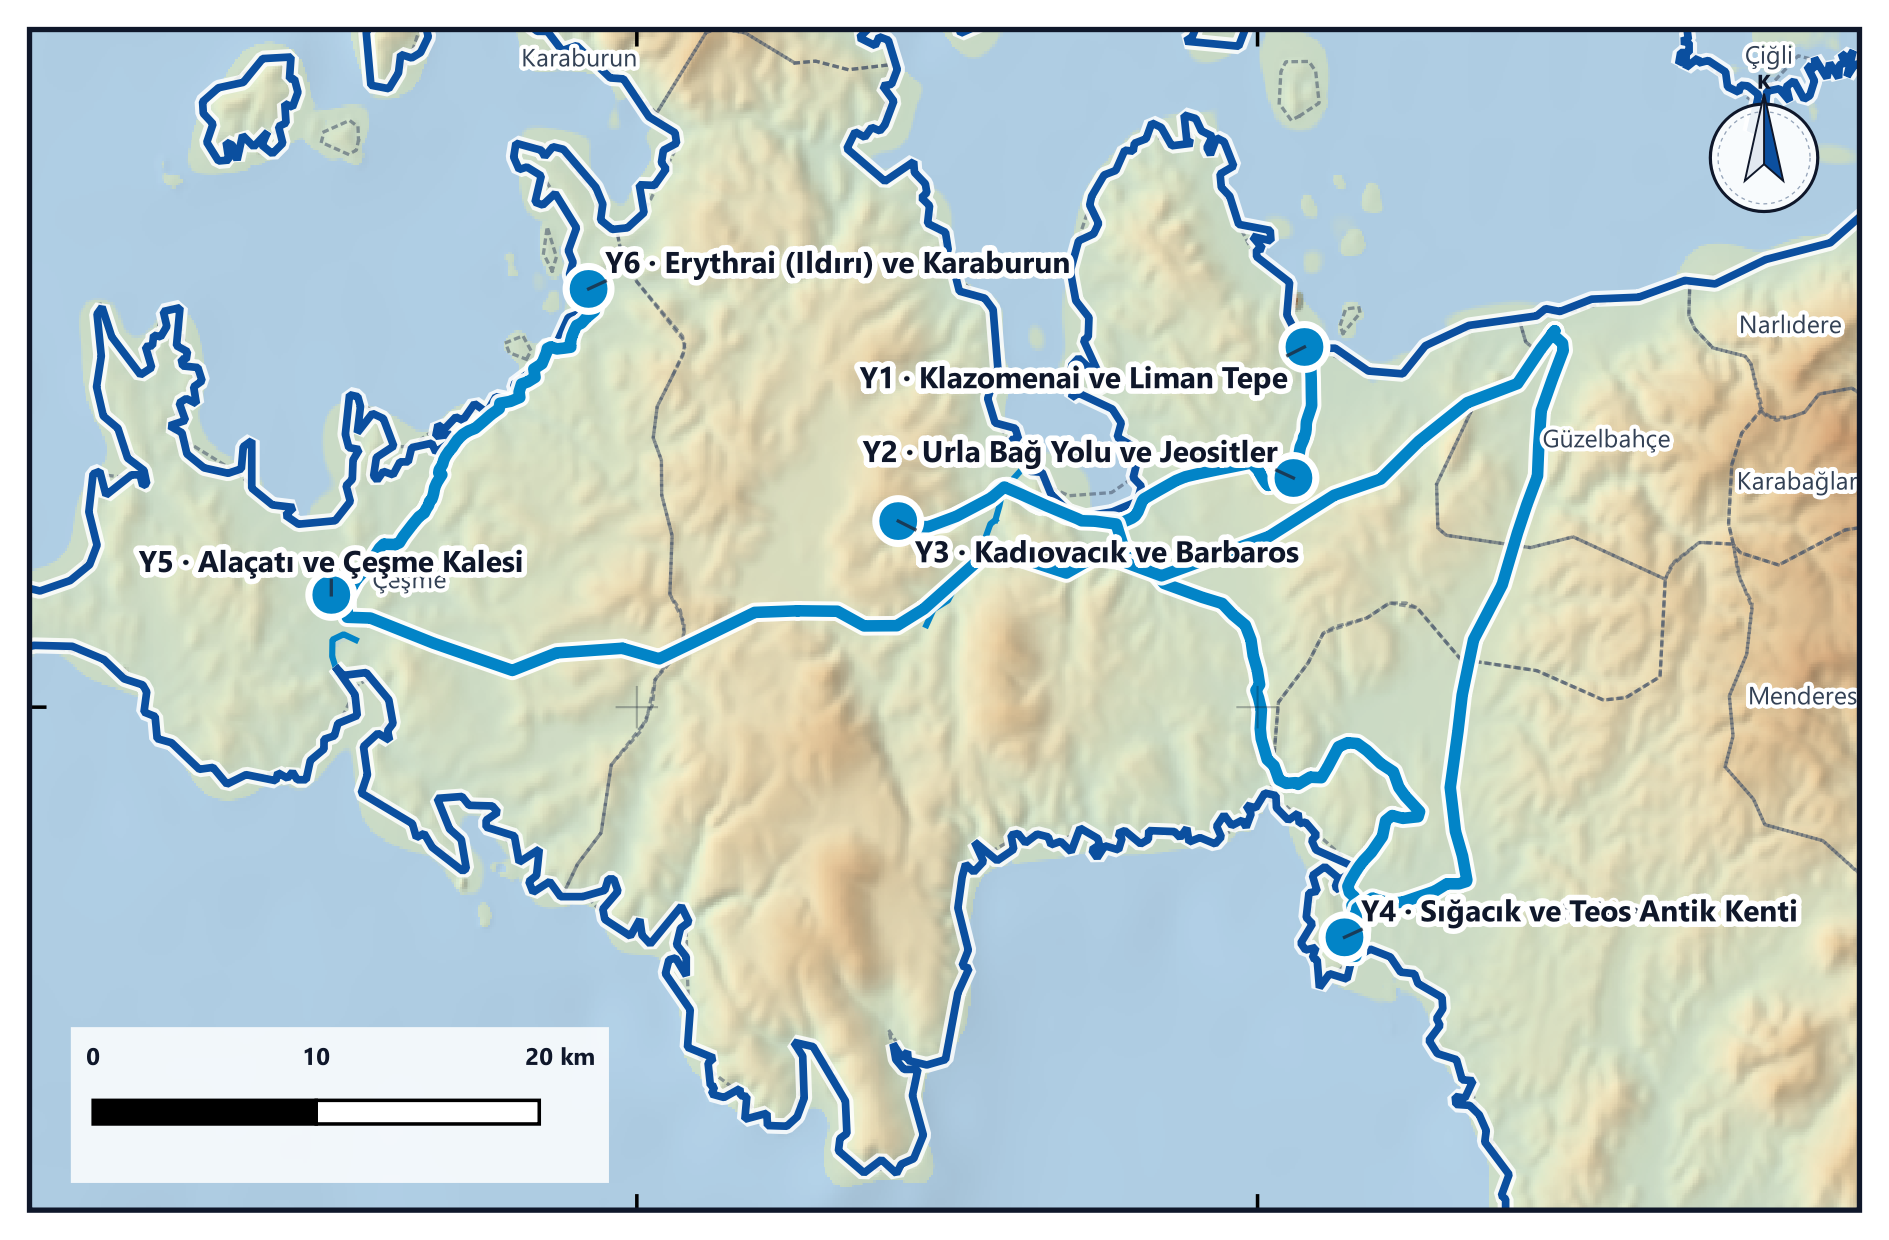 Karaburun
Çiğli
K
Y6 · Erythrai (Ildırı) ve Karaburun
Narlıdere
Y1 · Klazomenai ve Liman Tepe
Güzelbahçe
Y2 · Urla Bağ Yolu ve Jeositler
Karabağlar
Y3 · Kadıovacık ve Barbaros
Y5 · Alaçatı ve Çeşme Kalesi
Çeşme
Menderes
Y4 · Sığacık ve Teos Antik Kenti
0 10 20 km